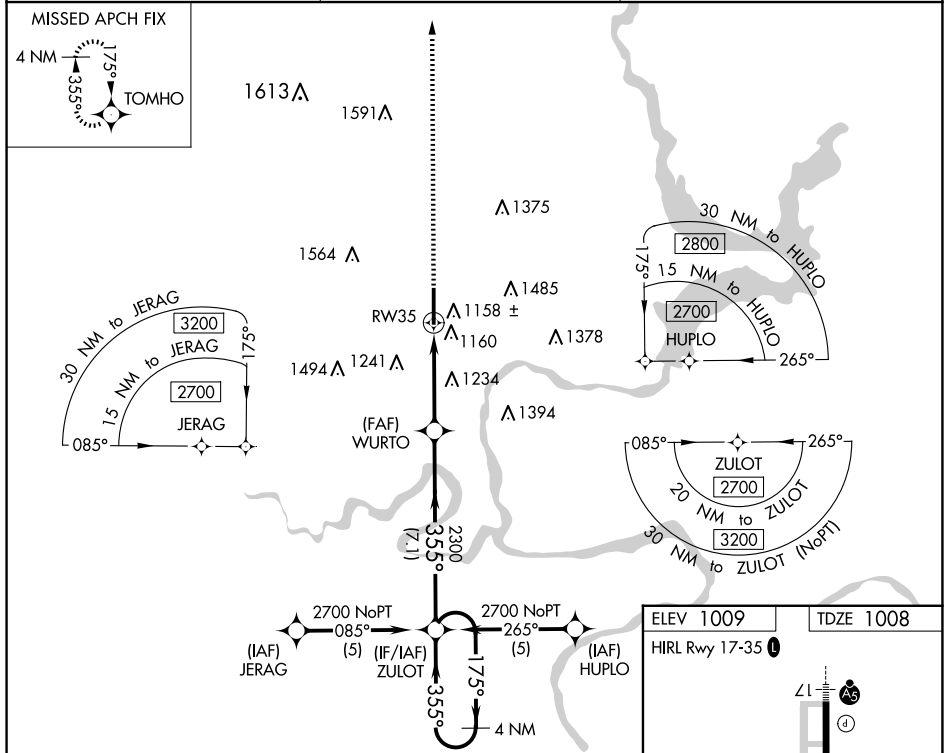 MISSED APCH FIX
4 NM
175°
355°
TOMHO
1613
1591
1375
1564
1485
RW35
1158 ±
1160
1378
1494
1241
1234
1394
(FAF)
WURTO
30 NM to JERAG
3200
175°
15 NM to JERAG
2700
JERAG
085°
30 NM to HUPLO
2800
175°
15 NM to HUPLO
2700
HUPLO
265°
085°
265°
ZULOT
2700
20 NM to ZULOT
3200
30 NM to ZULOT (NoPT)
2300
355°
(7.1)
2700 NoPT
085°
(5)
2700 NoPT
265°
(5)
(IAF)
JERAG
(IF/IAF)
ZULOT
(IAF)
HUPLO
355°
175°
4 NM
ELEV 1009
TDZE 1008
HIRL Rwy 17-35 L
17
A5
P